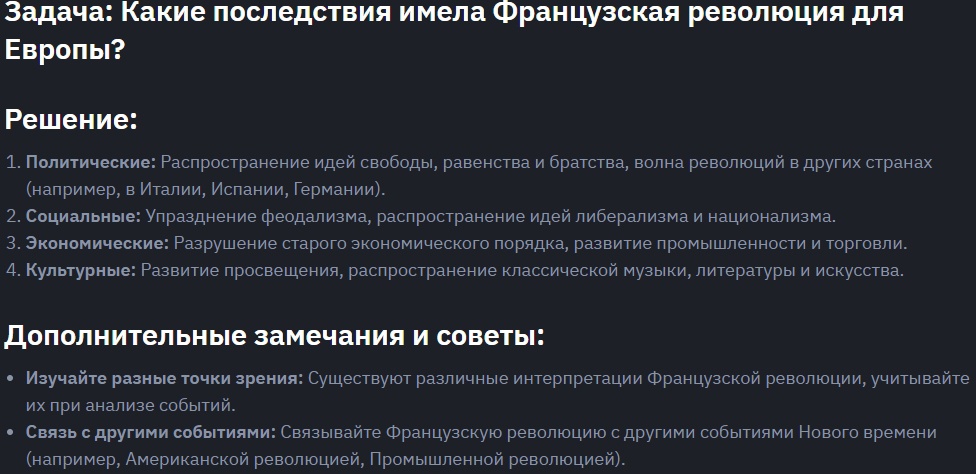 Задача: Какие последствия имела Французская революция для
Европы?
Решение:
1. Политические: Распространение идей свободы, равенства и братства, волна революций в других странах
(например, в Италии, Испании, Германии).
2. Социальные: Упразднение феодализма, распространение идей либерализма и национализма.
3. Экономические: Разрушение старого экономического порядка, развитие промышленности и торговли.
4. Культурные: Развитие просвещения, распространение классической музыки, литературы и искусства.
Дополнительные замечания и советы:
• Изучайте разные точки зрения: Существуют различные интерпретации Французской революции, учитывайте
их при анализе событий.
• Связь с другими событиями: Связывайте Французскую революцию с другими событиями Нового времени
(например, Американской революцией, Промышленной революцией).